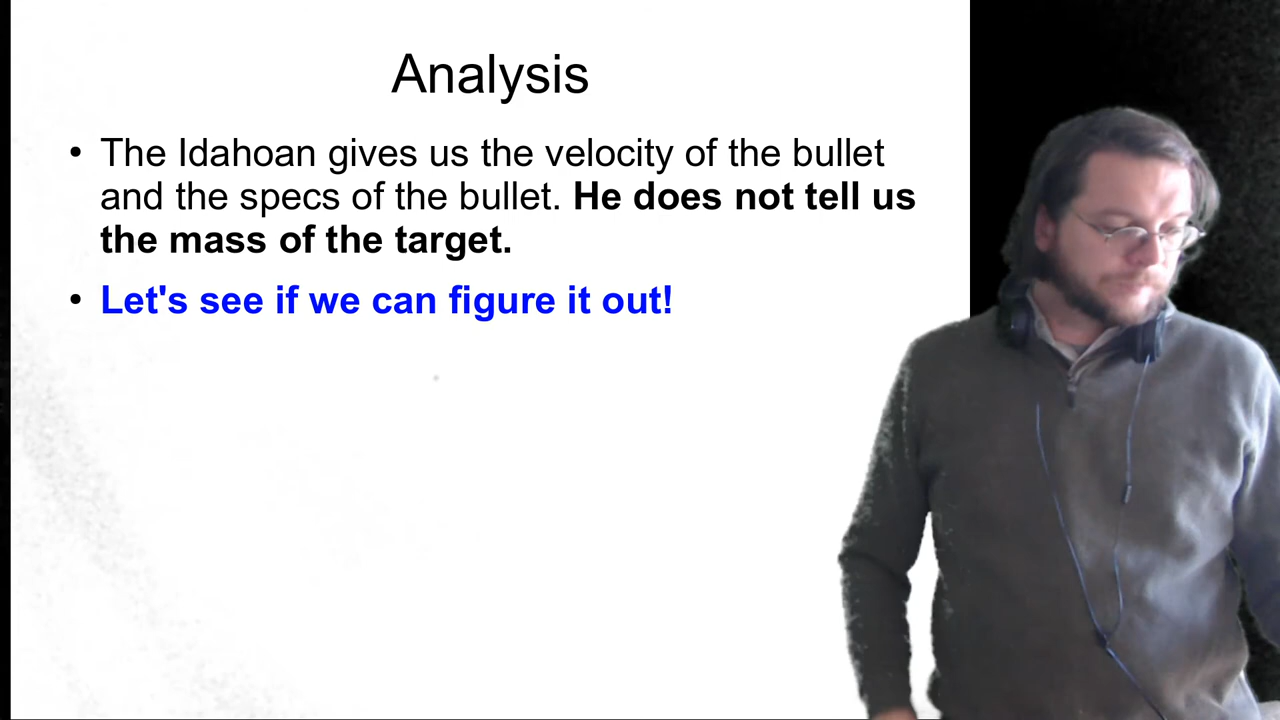 Analysis
• The Idahoan gives us the velocity of the bullet
and the specs of the bullet. He does not tell us
the mass of the target.
• Let's see if we can figure it out!